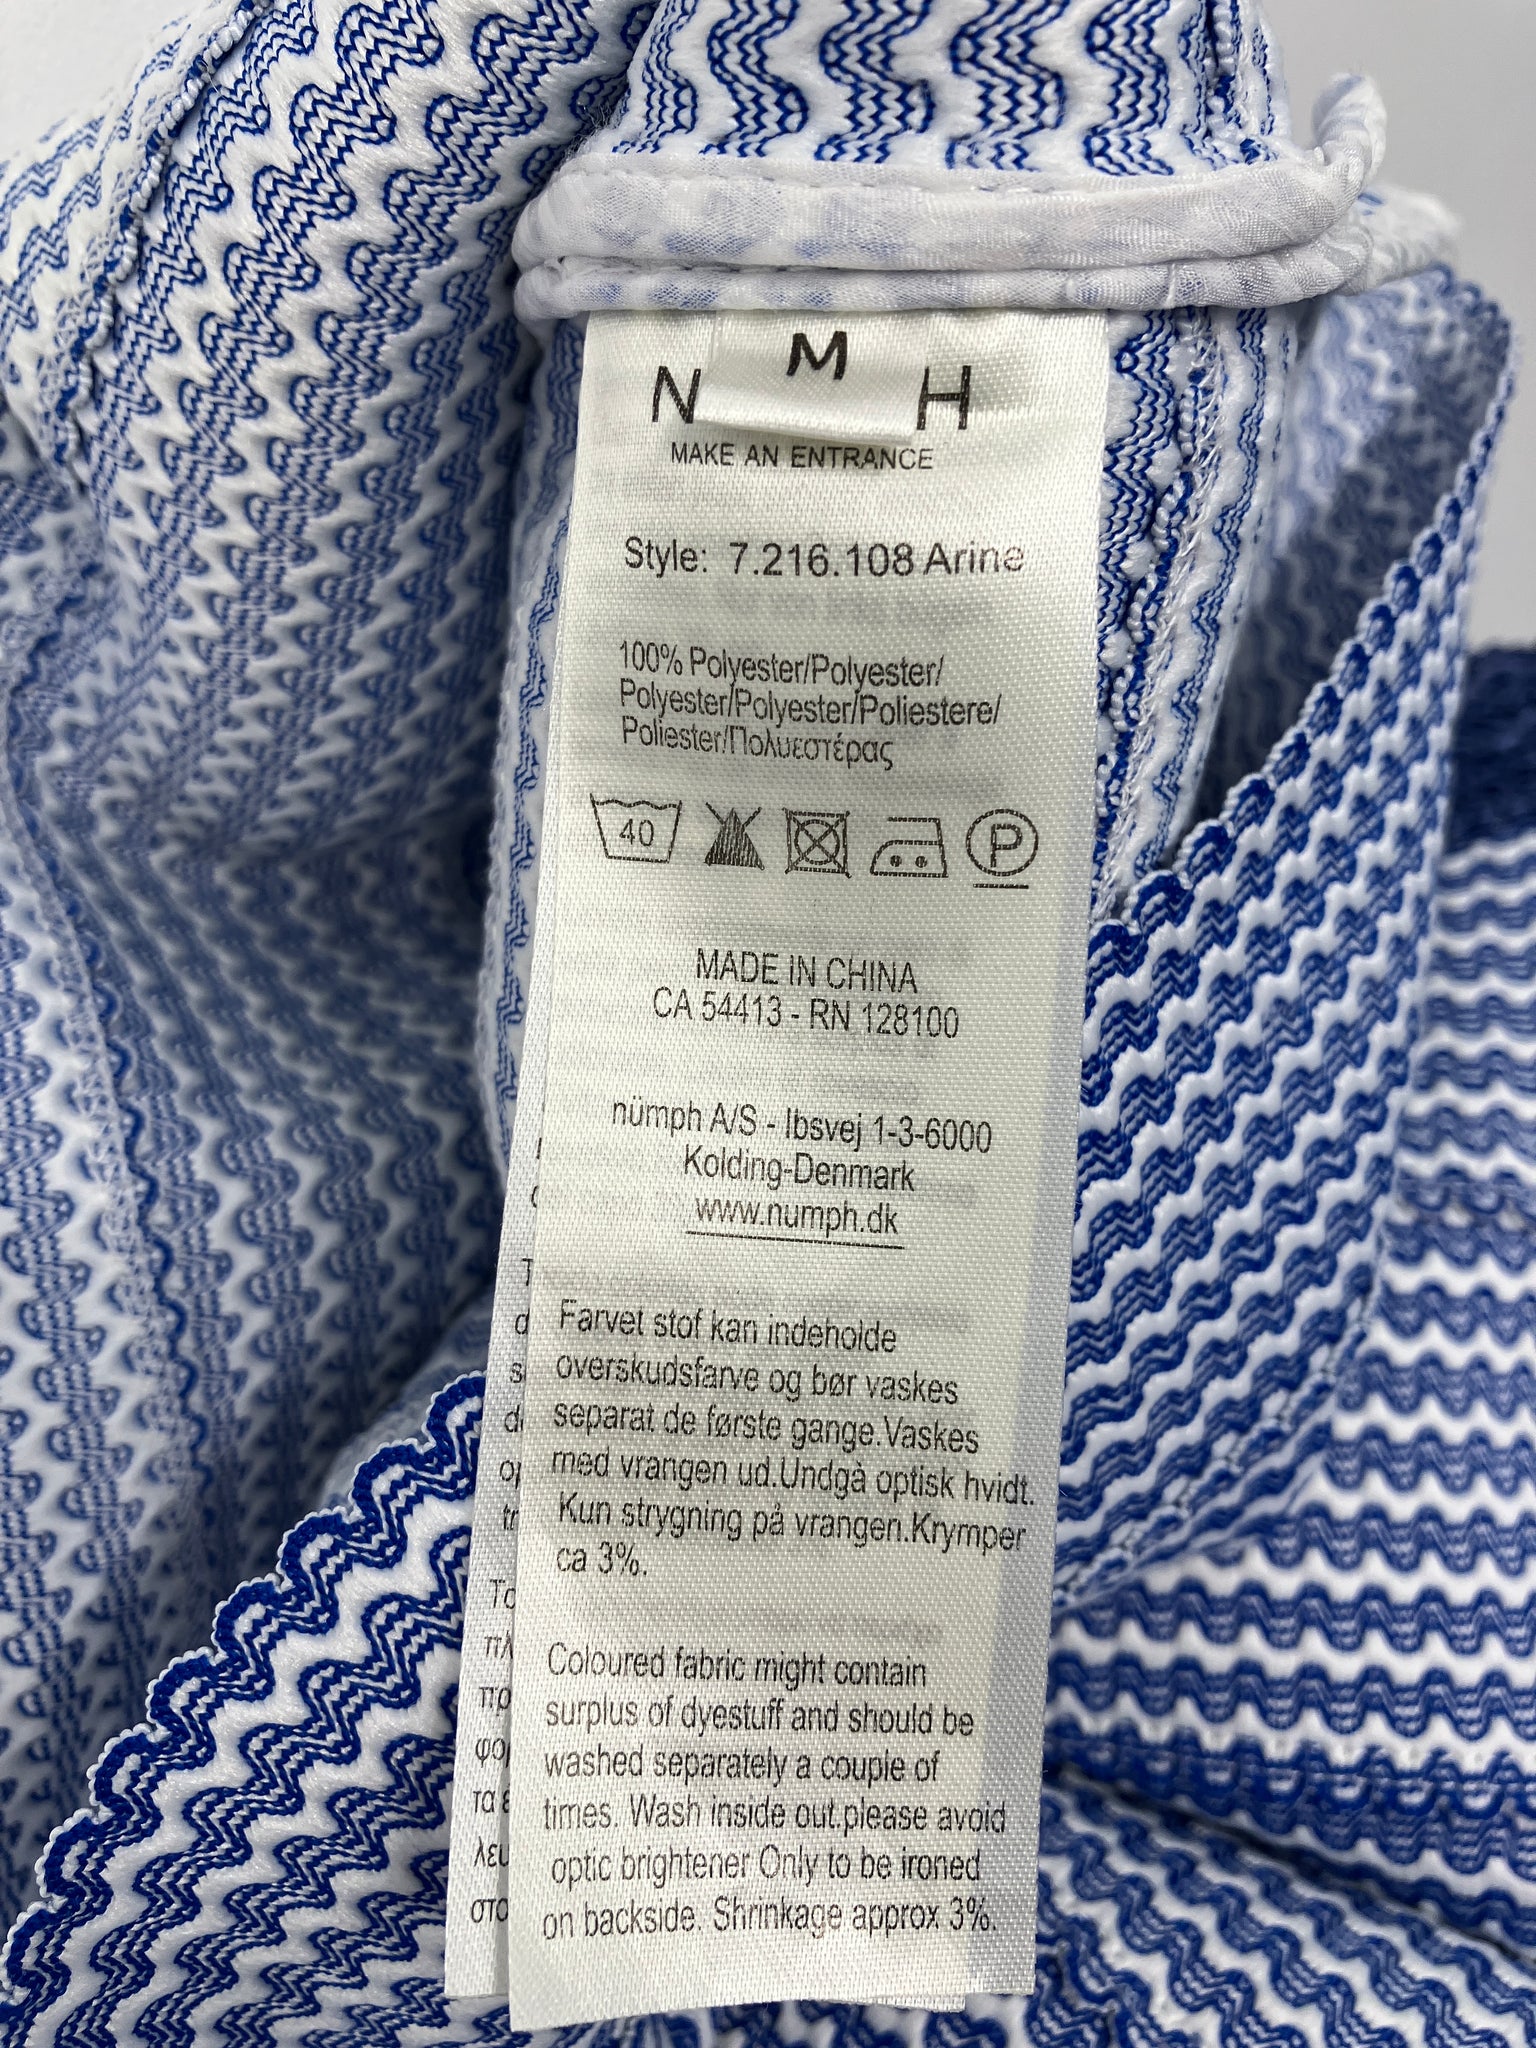 M
N H
MAKE AN ENTRANCE
Style: 7.216.108 Arine
100% Polyester/Polyester/
Polyester/Polyester/Poliestere/
Poliester/Πολυεστέρας
40
P
MADE IN CHINA
CA 54413 - RN 128100
nümph A/S - Ibsvej 1-3-6000
Kolding-Denmark
www.numph.dk
Farvet stof kan indeholde
overskudsfarve og bør vaskes
separat de første gange.Vaskes
med vrangen ud.Undgà optisk hvidt.
Kun strygning på vrangen.Krymper
ca 3%.
Coloured fabric might contain
surplus of dyestuff and should be
washed separately a couple of
times. Wash inside out.please avoid
optic brightener Only to be ironed
on backside. Shrinkage approx 3%.